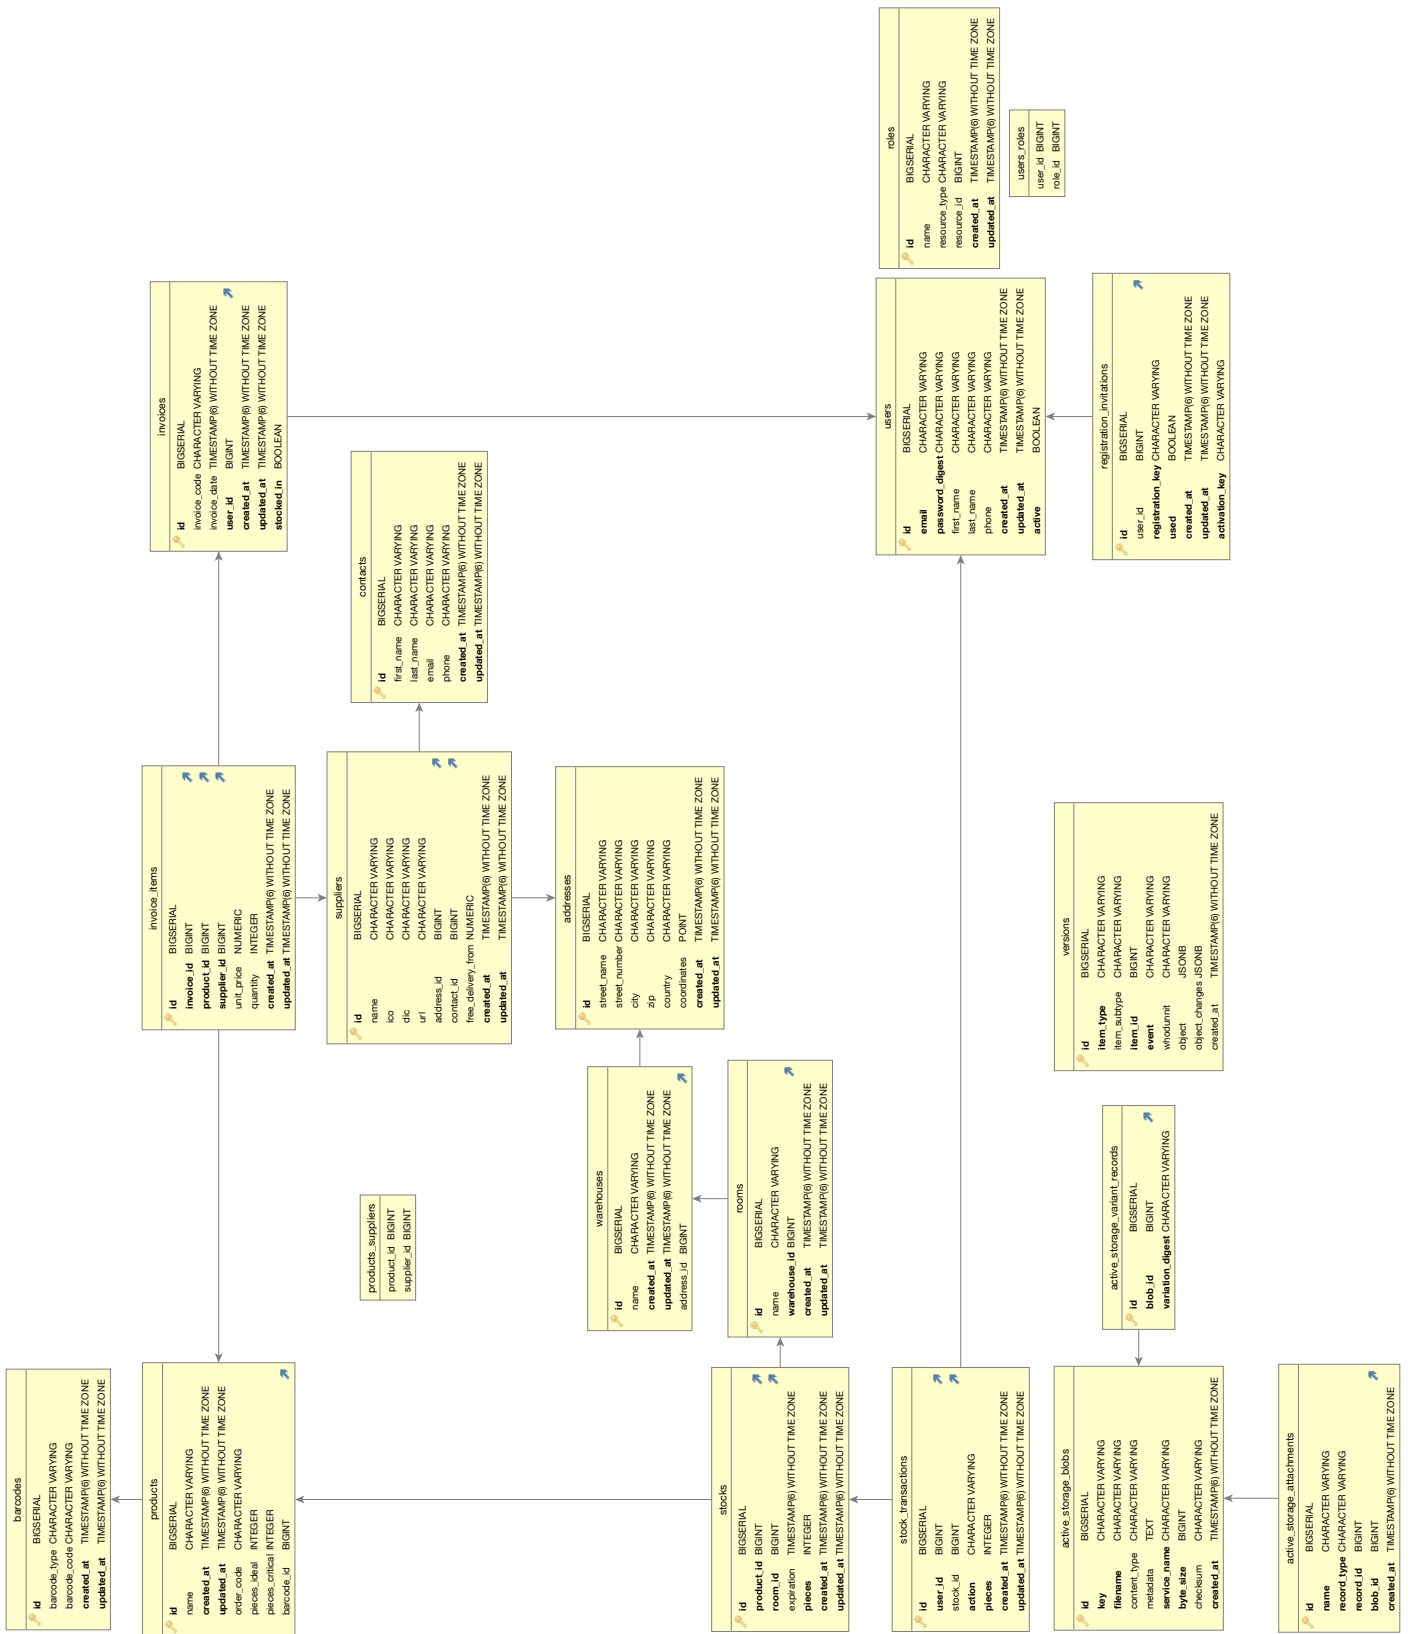 barcodes
id BIGSERIAL
barcode_type CHARACTER VARYING
barcode_code CHARACTER VARYING
created_at TIMESTAMP(6) WITHOUT TIME ZONE
updated_at TIMESTAMP(6) WITHOUT TIME ZONE
products
id BIGSERIAL
name CHARACTER VARYING
created_at TIMESTAMP(6) WITHOUT TIME ZONE
updated_at TIMESTAMP(6) WITHOUT TIME ZONE
order_code CHARACTER VARYING
pieces_ideal INTEGER
pieces_critical INTEGER
barcode_id BIGINT
invoice_items
id BIGSERIAL
invoice_id BIGINT
product_id BIGINT
supplier_id BIGINT
unit_price NUMERIC
quantity INTEGER
created_at TIMESTAMP(6) WITHOUT TIME ZONE
updated_at TIMESTAMP(6) WITHOUT TIME ZONE
invoices
id BIGSERIAL
invoice_code CHARACTER VARYING
invoice_date TIMESTAMP(6) WITHOUT TIME ZONE
user_id BIGINT
created_at TIMESTAMP(6) WITHOUT TIME ZONE
updated_at TIMESTAMP(6) WITHOUT TIME ZONE
stocked_in BOOLEAN
products_suppliers
product_id BIGINT
supplier_id BIGINT
suppliers
id BIGSERIAL
name CHARACTER VARYING
ico CHARACTER VARYING
dic CHARACTER VARYING
url CHARACTER VARYING
address_id BIGINT
contact_id BIGINT
free_delivery_from NUMERIC
created_at TIMESTAMP(6) WITHOUT TIME ZONE
updated_at TIMESTAMP(6) WITHOUT TIME ZONE
contacts
id BIGSERIAL
first_name CHARACTER VARYING
last_name CHARACTER VARYING
email CHARACTER VARYING
phone CHARACTER VARYING
created_at TIMESTAMP(6) WITHOUT TIME ZONE
updated_at TIMESTAMP(6) WITHOUT TIME ZONE
addresses
id BIGSERIAL
street_name CHARACTER VARYING
street_number CHARACTER VARYING
city CHARACTER VARYING
zip CHARACTER VARYING
country CHARACTER VARYING
coordinates POINT
created_at TIMESTAMP(6) WITHOUT TIME ZONE
updated_at TIMESTAMP(6) WITHOUT TIME ZONE
warehouses
id BIGSERIAL
name CHARACTER VARYING
created_at TIMESTAMP(6) WITHOUT TIME ZONE
updated_at TIMESTAMP(6) WITHOUT TIME ZONE
address_id BIGINT
rooms
id BIGSERIAL
name CHARACTER VARYING
warehouse_id BIGINT
created_at TIMESTAMP(6) WITHOUT TIME ZONE
updated_at TIMESTAMP(6) WITHOUT TIME ZONE
stocks
id BIGSERIAL
product_id BIGINT
room_id BIGINT
expiration TIMESTAMP(6) WITHOUT TIME ZONE
pieces INTEGER
created_at TIMESTAMP(6) WITHOUT TIME ZONE
updated_at TIMESTAMP(6) WITHOUT TIME ZONE
stock_transactions
id BIGSERIAL
user_id BIGINT
stock_id BIGINT
action CHARACTER VARYING
pieces INTEGER
created_at TIMESTAMP(6) WITHOUT TIME ZONE
updated_at TIMESTAMP(6) WITHOUT TIME ZONE
users
id BIGSERIAL
email CHARACTER VARYING
password_digest CHARACTER VARYING
first_name CHARACTER VARYING
last_name CHARACTER VARYING
phone CHARACTER VARYING
created_at TIMESTAMP(6) WITHOUT TIME ZONE
updated_at TIMESTAMP(6) WITHOUT TIME ZONE
active BOOLEAN
roles
id BIGSERIAL
name CHARACTER VARYING
resource_type CHARACTER VARYING
resource_id BIGINT
created_at TIMESTAMP(6) WITHOUT TIME ZONE
updated_at TIMESTAMP(6) WITHOUT TIME ZONE
users_roles
user_id BIGINT
role_id BIGINT
active_storage_blobs
id BIGSERIAL
key CHARACTER VARYING
filename CHARACTER VARYING
content_type CHARACTER VARYING
metadata TEXT
service_name CHARACTER VARYING
byte_size BIGINT
checksum CHARACTER VARYING
created_at TIMESTAMP(6) WITHOUT TIME ZONE
active_storage_variant_records
id BIGSERIAL
blob_id BIGINT
variation_digest CHARACTER VARYING
versions
id BIGSERIAL
item_type CHARACTER VARYING
item_subtype CHARACTER VARYING
item_id BIGINT
event CHARACTER VARYING
whodunnit CHARACTER VARYING
object JSONB
object_changes JSONB
created_at TIMESTAMP(6) WITHOUT TIME ZONE
registration_invitations
id BIGSERIAL
user_id BIGINT
registration_key CHARACTER VARYING
used BOOLEAN
created_at TIMESTAMP(6) WITHOUT TIME ZONE
updated_at TIMESTAMP(6) WITHOUT TIME ZONE
activation_key CHARACTER VARYING
active_storage_attachments
id BIGSERIAL
name CHARACTER VARYING
record_type CHARACTER VARYING
record_id BIGINT
blob_id BIGINT
created_at TIMESTAMP(6) WITHOUT TIME ZONE